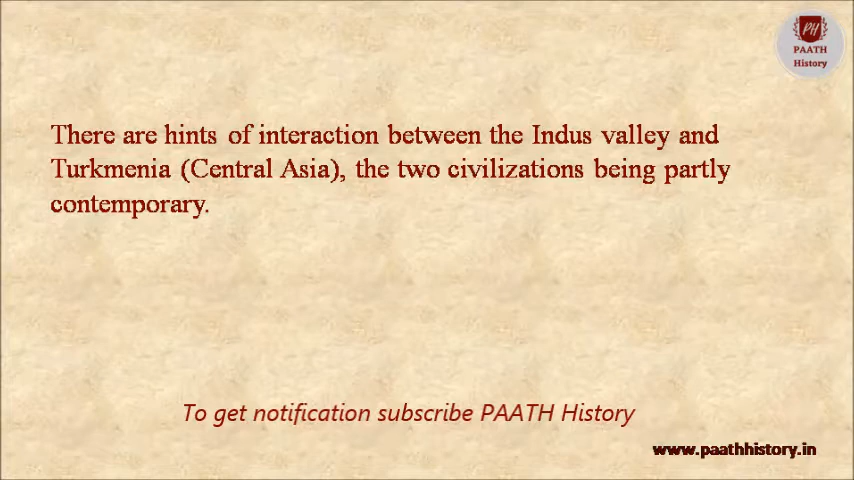 PH
PAATH
History
There are hints of interaction between the Indus valley and
Turkmenia (Central Asia), the two civilizations being partly
contemporary.
To get notification subscribe PAATH History
www.paathhistory.in